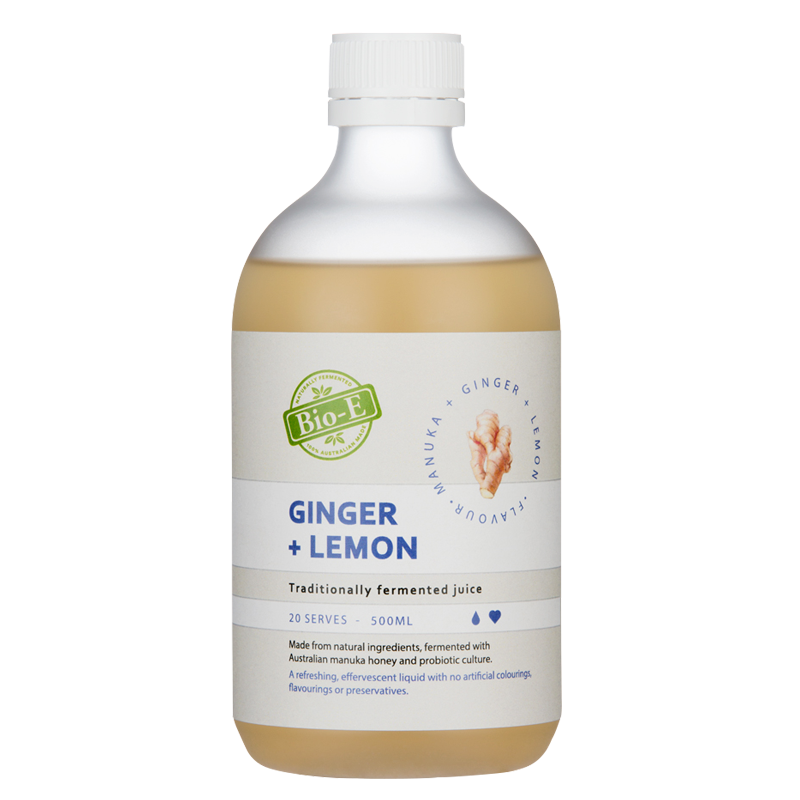 NATURALLY FERMENTED
Bio-E
100% AUSTRALIAN MADE
MANUKA + GINGER + LEMON • FLAVOUR •
GINGER
+ LEMON
Traditionally fermented juice
20 SERVES - 500ML
Made from natural ingredients, fermented with
Australian manuka honey and probiotic culture.
A refreshing, effervescent liquid with no artificial colourings,
flavourings or preservatives.